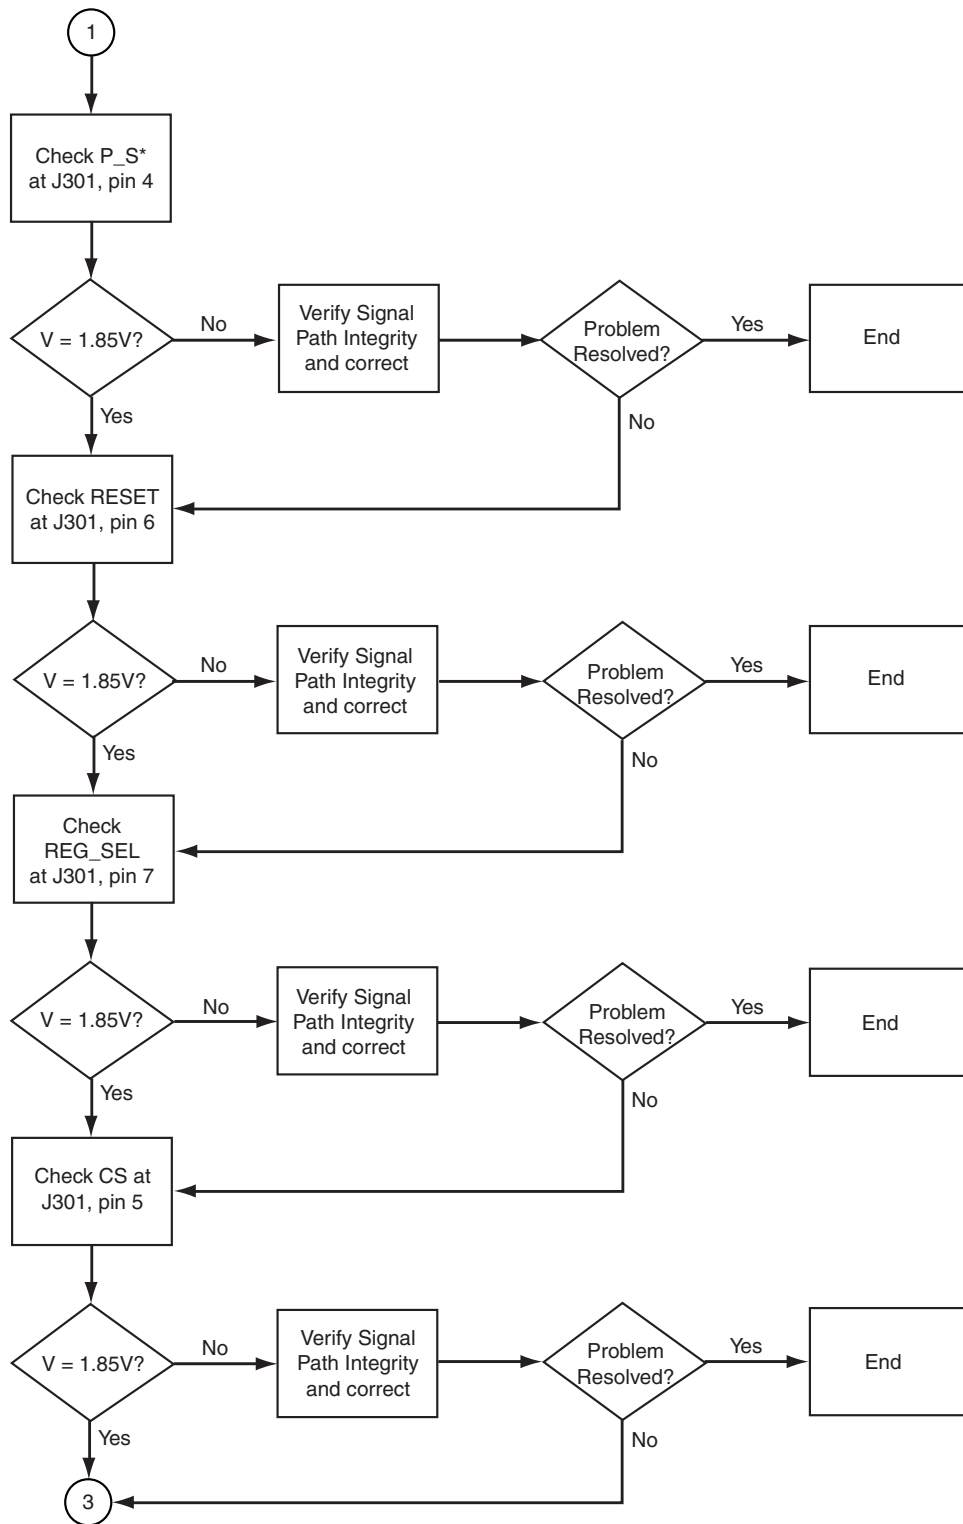 1
Check P_S*
at J301, pin 4
V = 1.85V?
No
Verify Signal
Path Integrity
and correct
Problem
Resolved?
Yes
End
No
Yes
Check RESET
at J301, pin 6
V = 1.85V?
No
Verify Signal
Path Integrity
and correct
Problem
Resolved?
Yes
End
No
Yes
Check
REG_SEL
at J301, pin 7
V = 1.85V?
No
Verify Signal
Path Integrity
and correct
Problem
Resolved?
Yes
End
No
Yes
Check CS at
J301, pin 5
V = 1.85V?
No
Verify Signal
Path Integrity
and correct
Problem
Resolved?
Yes
End
No
Yes
3